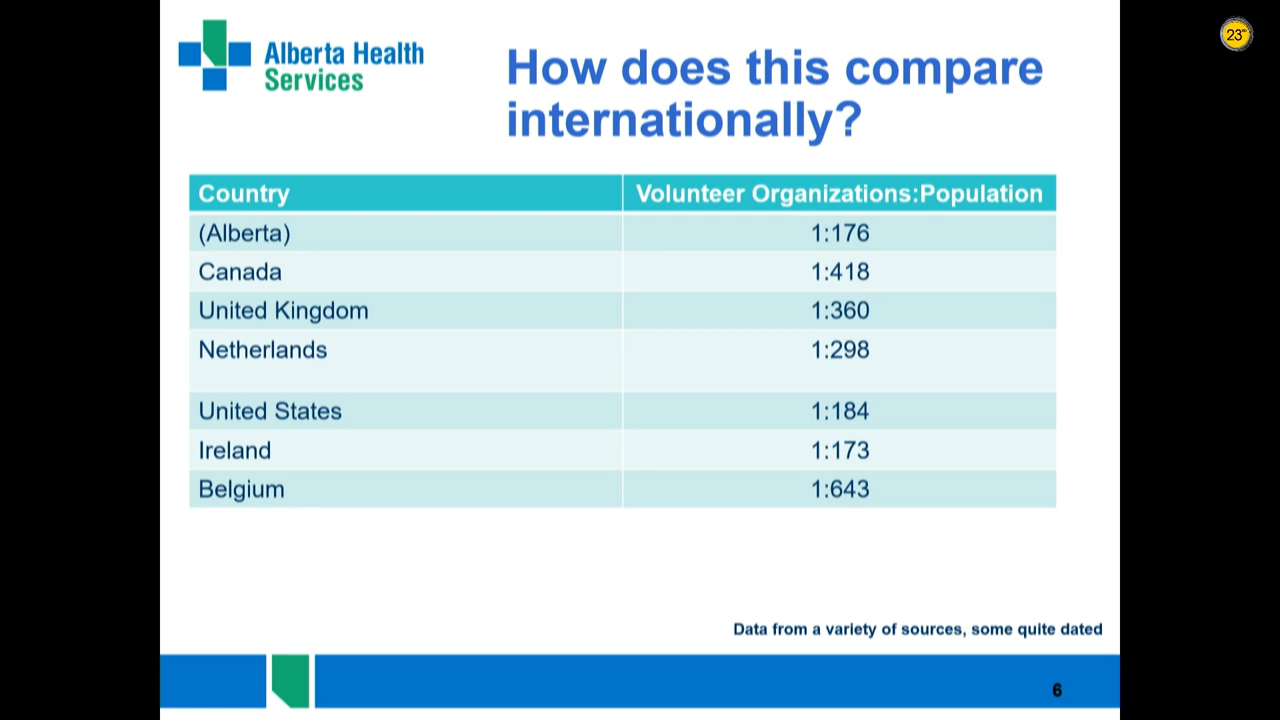 Alberta Health
Services
How does this compare
internationally?
Country Volunteer Organizations:Population
(Alberta) 1:176
Canada 1:418
United Kingdom 1:360
Netherlands 1:298
United States 1:184
Ireland 1:173
Belgium 1:643
Data from a variety of sources, some quite dated
6